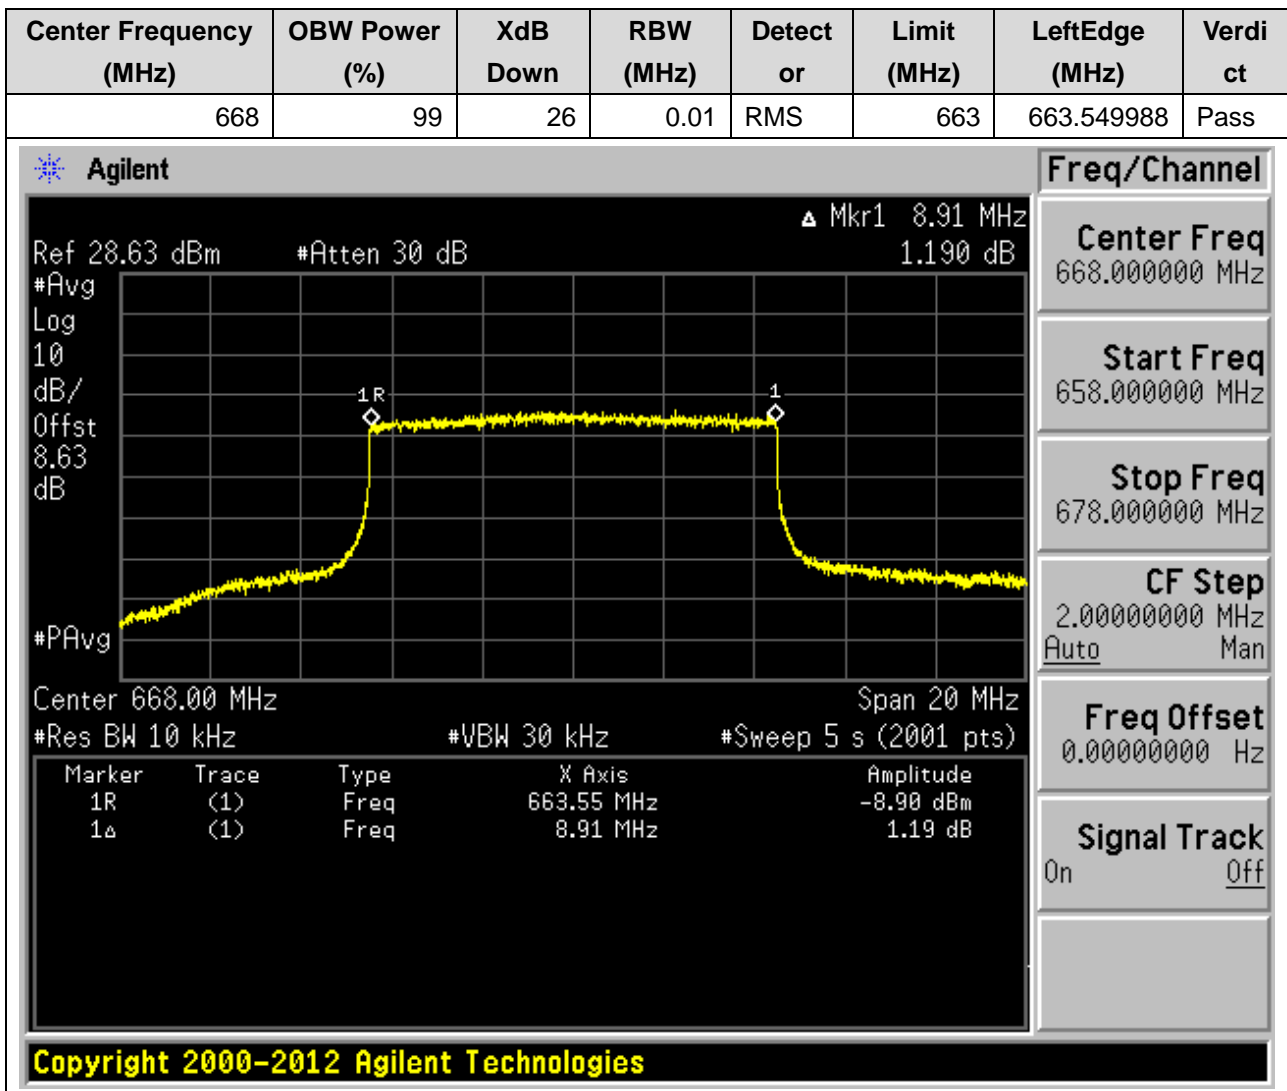 Center Frequency (MHz) OBW Power (%) XdB Down RBW (MHz) Detect or Limit (MHz) LeftEdge (MHz) Verdi ct
668 99 26 0.01 RMS 663 663.549988 Pass
Agilent
Freq/Channel
Δ Mkr1 8.91 MHz
Ref 28.63 dBm #Atten 30 dB 1.190 dB
#Avg
Log
10
dB/
Offst
8.63
dB
1R
1
#PAvg
Center 668.00 MHz Span 20 MHz
#Res BW 10 kHz #VBW 30 kHz #Sweep 5 s (2001 pts)
Marker Trace Type X Axis Amplitude
1R (1) Freq 663.55 MHz -8.90 dBm
1Δ (1) Freq 8.91 MHz 1.19 dB
Center Freq
668.000000 MHz
Start Freq
658.000000 MHz
Stop Freq
678.000000 MHz
CF Step
2.00000000 MHz
Auto Man
Freq Offset
0.00000000 Hz
Signal Track
On Off
Copyright 2000-2012 Agilent Technologies